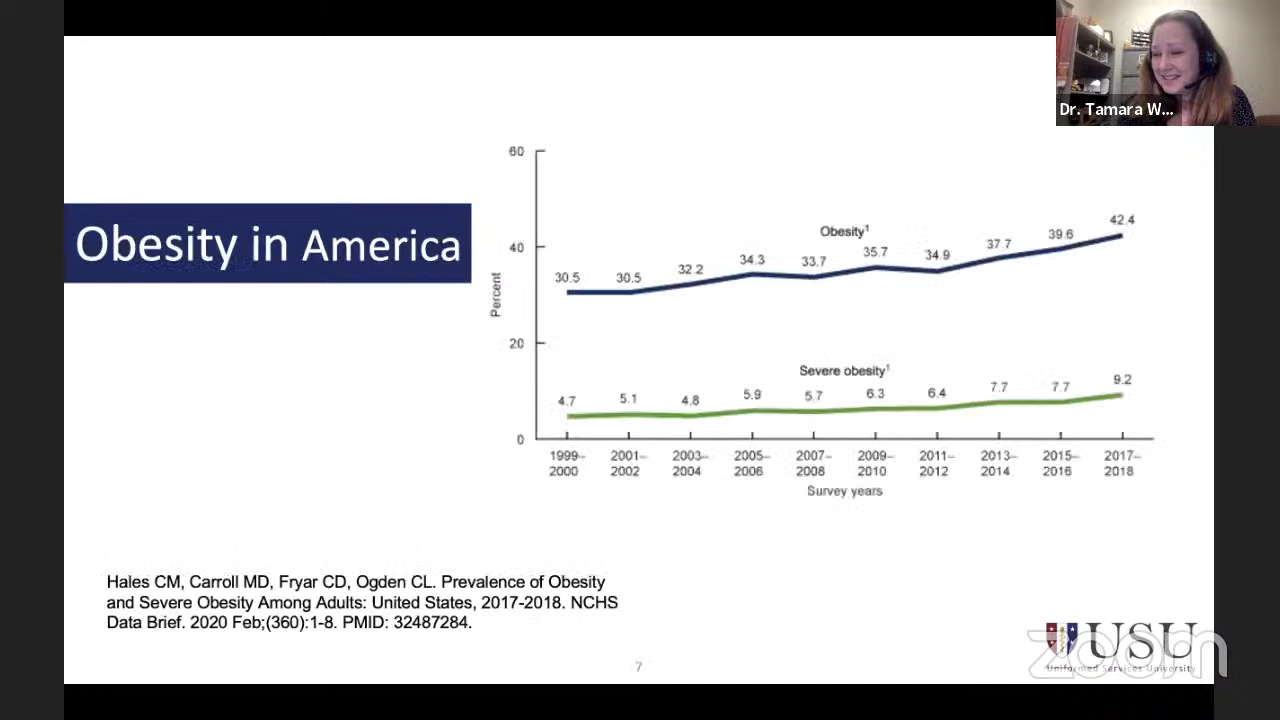 Dr. Tamara W...
Obesity in America
60
40
20
0
Percent
Obesity¹
30.5 30.5 32.2 34.3 33.7 35.7 34.9 37.7 39.6 42.4
Severe obesity¹
4.7 5.1 4.8 5.9 5.7 6.3 6.4 7.7 7.7 9.2
1999– 2001– 2003– 2005– 2007– 2009– 2011– 2013– 2015– 2017–
2000 2002 2004 2006 2008 2010 2012 2014 2016 2018
Survey years
Hales CM, Carroll MD, Fryar CD, Ogden CL. Prevalence of Obesity
and Severe Obesity Among Adults: United States, 2017-2018. NCHS
Data Brief. 2020 Feb;(360):1-8. PMID: 32487284.
7
USU
Uniformed Services University
zoom